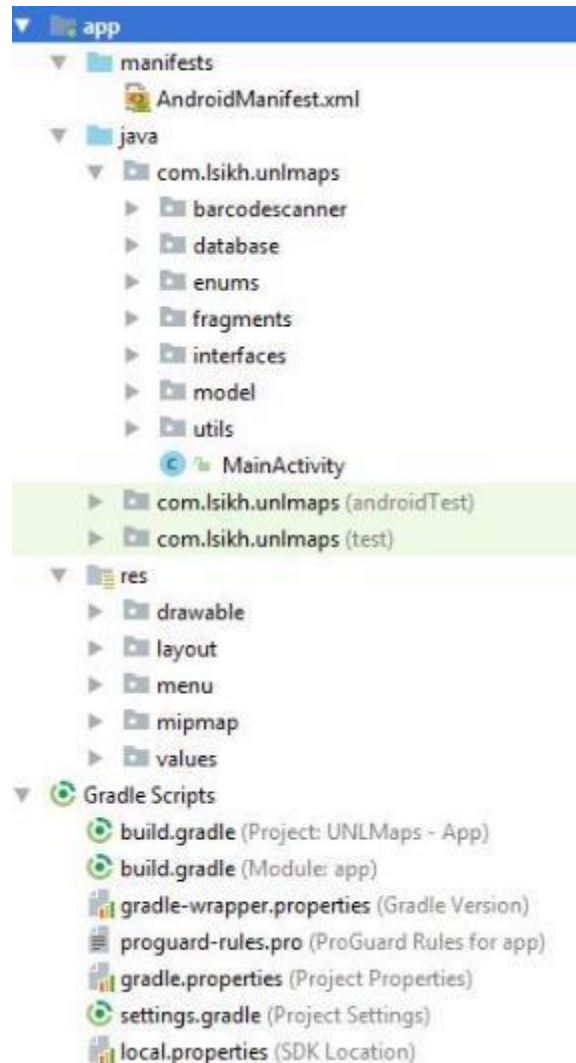 app
manifests
AndroidManifest.xml
java
com.lsikh.unlmaps
barcodescanner
database
enums
fragments
interfaces
model
utils
MainActivity
com.lsikh.unlmaps (androidTest)
com.lsikh.unlmaps (test)
res
drawable
layout
menu
mipmap
values
Gradle Scripts
build.gradle (Project: UNLMaps - App)
build.gradle (Module: app)
gradle-wrapper.properties (Gradle Version)
proguard-rules.pro (ProGuard Rules for app)
gradle.properties (Project Properties)
settings.gradle (Project Settings)
local.properties (SDK Location)